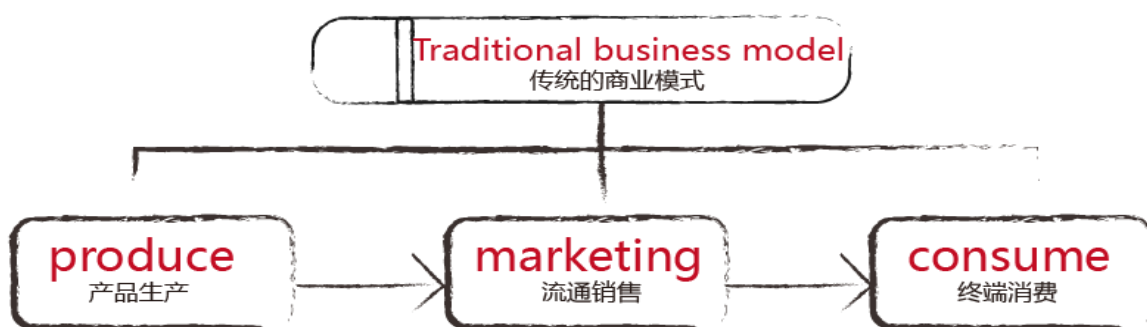 Traditional business model
传统的商业模式
produce
产品生产
marketing
流通销售
consume
终端消费